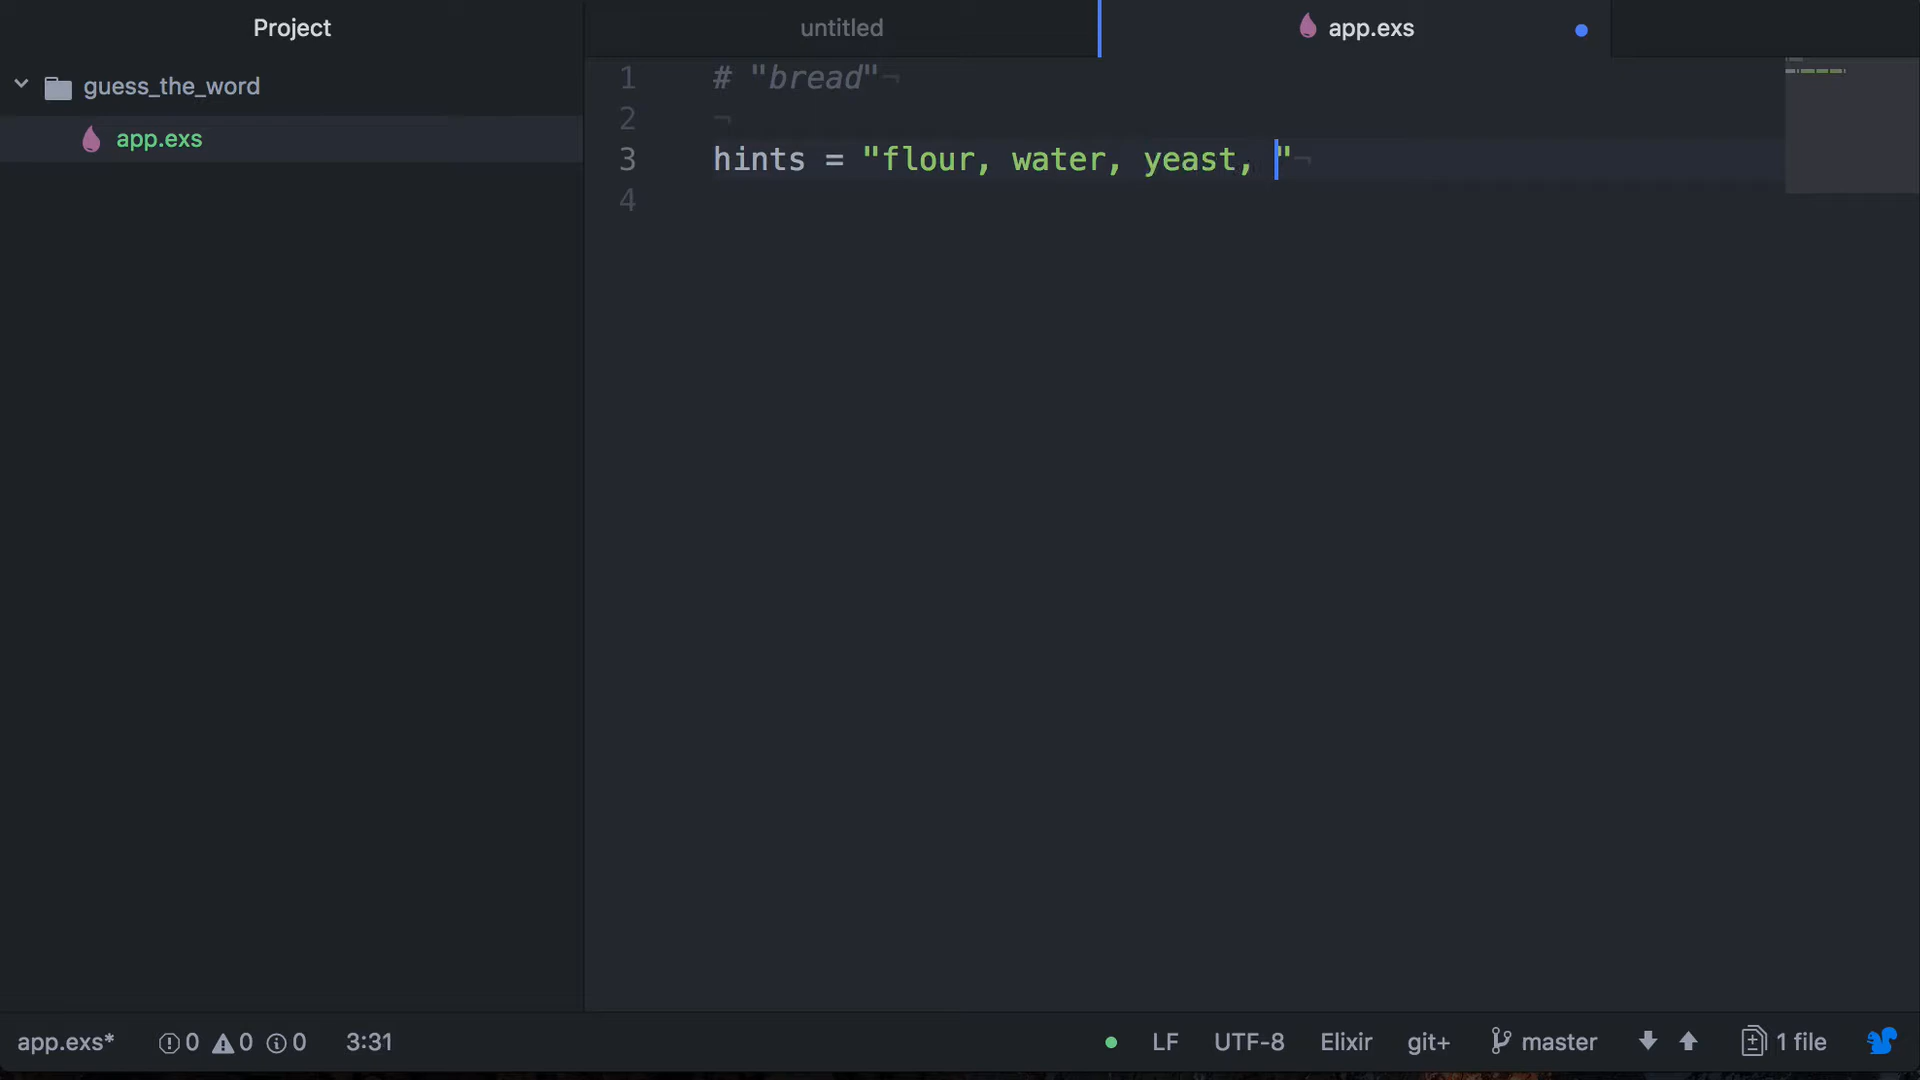 Project
untitled
app.exs
guess_the_word
app.exs
1 # "bread"¬
2 ¬
3 hints = "flour, water, yeast, "¬
4
app.exs* 0 0 0 3:31 LF UTF-8 Elixir git+ master 1 file